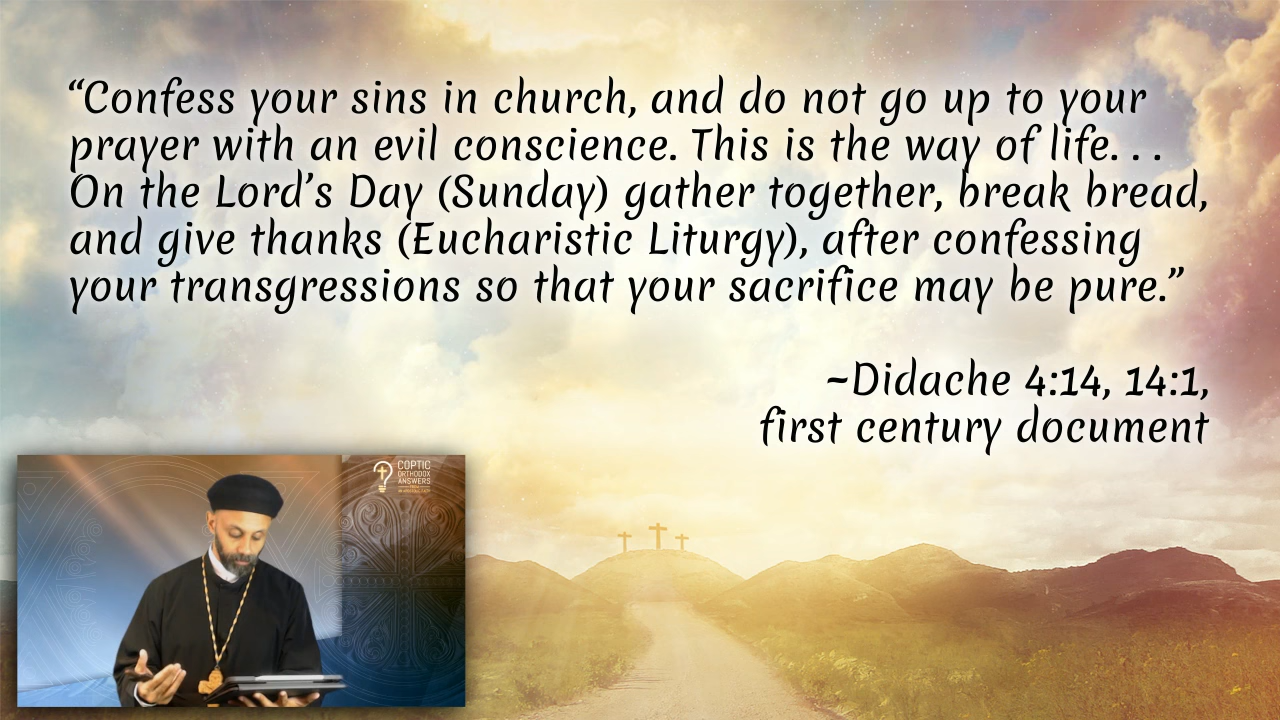 “Confess your sins in church, and do not go up to your
prayer with an evil conscience. This is the way of life. . .
On the Lord’s Day (Sunday) gather together, break bread,
and give thanks (Eucharistic Liturgy), after confessing
your transgressions so that your sacrifice may be pure.”
~Didache 4:14, 14:1,
first century document
COPTIC
ORTHODOX
ANSWERS